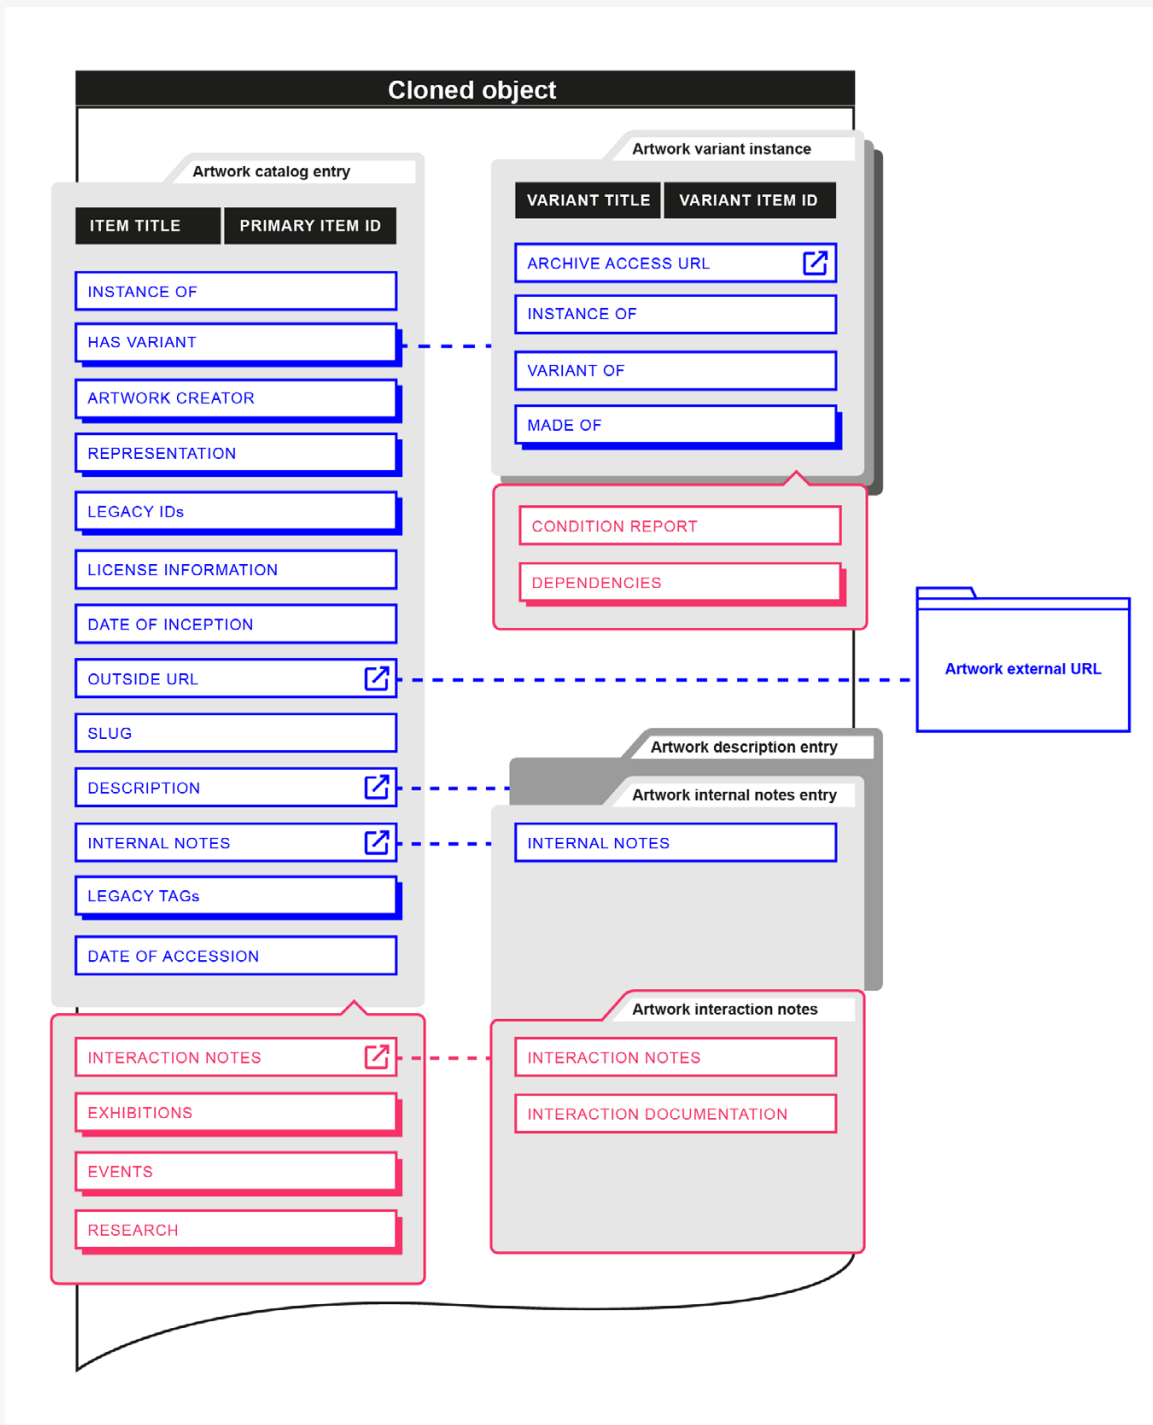 Cloned object
Artwork catalog entry
ITEM TITLE
PRIMARY ITEM ID
INSTANCE OF
HAS VARIANT
ARTWORK CREATOR
REPRESENTATION
LEGACY IDs
LICENSE INFORMATION
DATE OF INCEPTION
OUTSIDE URL
SLUG
DESCRIPTION
INTERNAL NOTES
LEGACY TAGs
DATE OF ACCESSION
INTERACTION NOTES
EXHIBITIONS
EVENTS
RESEARCH
Artwork variant instance
VARIANT TITLE
VARIANT ITEM ID
ARCHIVE ACCESS URL
INSTANCE OF
VARIANT OF
MADE OF
CONDITION REPORT
DEPENDENCIES
Artwork external URL
Artwork description entry
Artwork internal notes entry
INTERNAL NOTES
Artwork interaction notes
INTERACTION NOTES
INTERACTION DOCUMENTATION